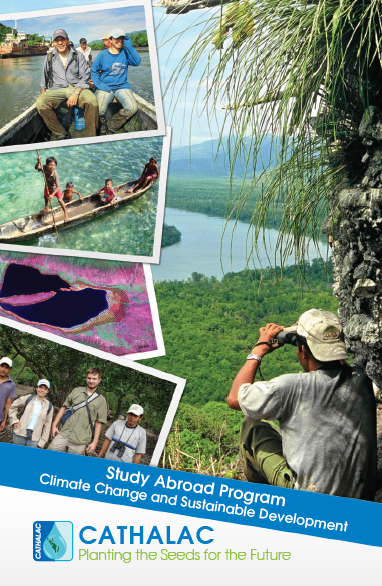 Study Abroad Program
Climate Change and Sustainable Development
CATHALAC
CATHALAC
Planting the Seeds for the Future